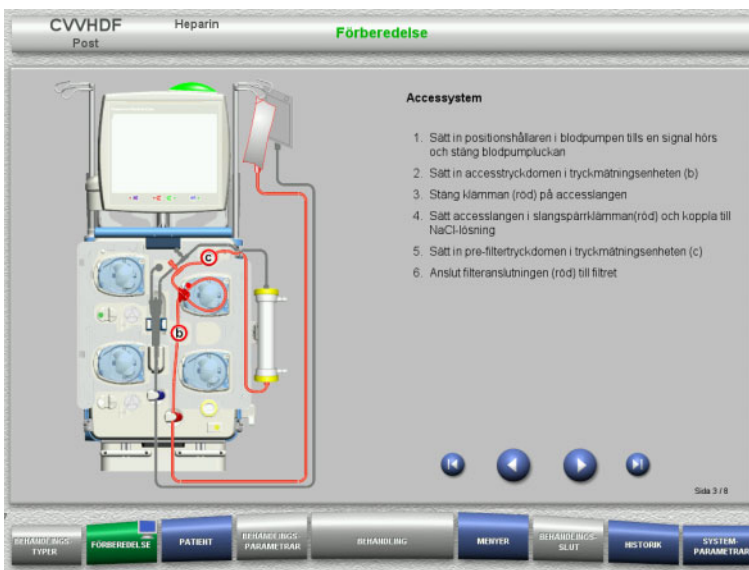 CVVHDF
Heparin
Post
Förberedelse
Accessystem
1. Sätt in positionshållaren i blodpumpen tills en signal hörs
och stäng blodpumpluckan
2. Sätt in accesstryckdomen i tryckmätningsenheten (b)
3. Stäng klämman (röd) på accesslangen
4. Sätt accesslangen i slangspärrklämman(röd) och koppla till
NaCl-lösning
5. Sätt in pre-filtertryckdomen i tryckmätningsenheten (c)
6. Anslut filteranslutningen (röd) till filtret
c
b
Sida 3 / 8
BEHANDLINGS-
TYPER
FÖRBEREDELSE
PATIENT
BEHANDLINGS-
PARAMETRAR
BEHANDLING
MENYER
BEHANDLINGS-
SLUT
HISTORIK
SYSTEM-
PARAMETRAR